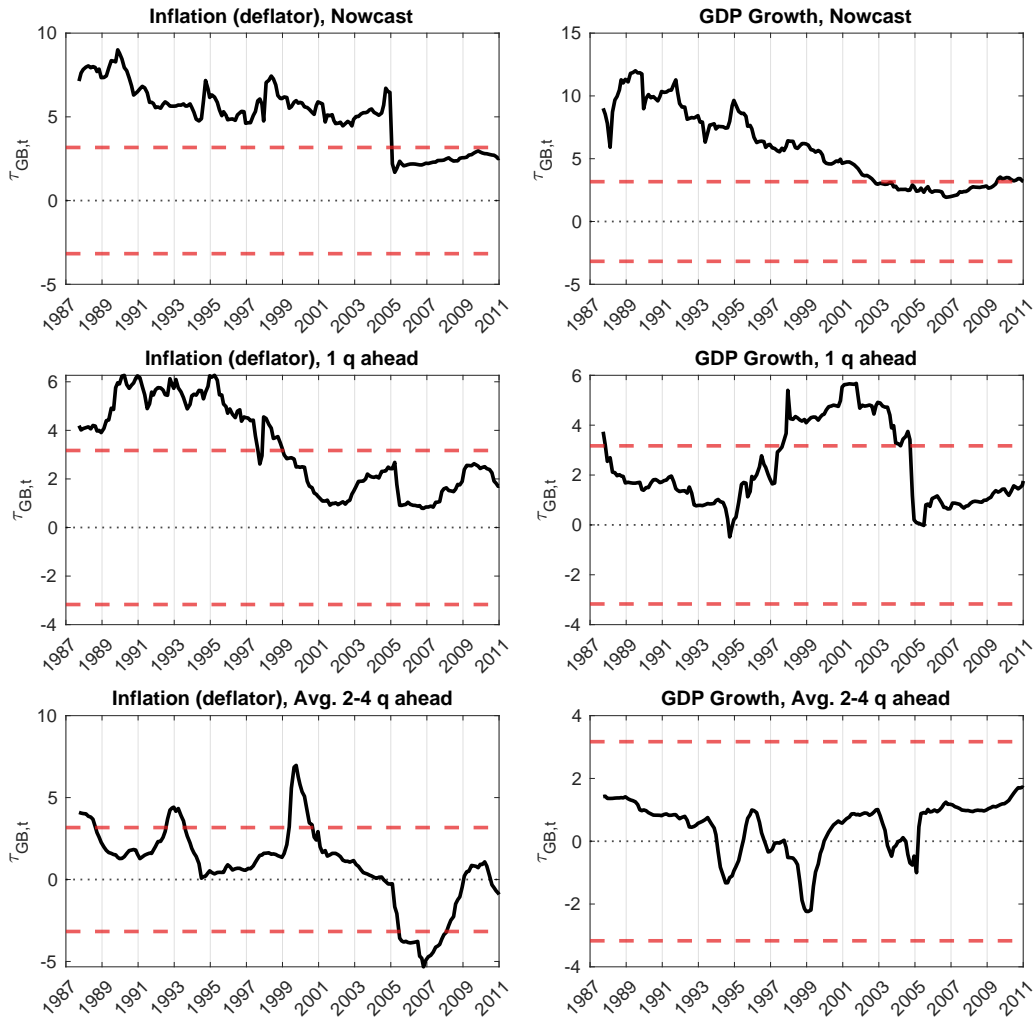 Inflation (deflator), Nowcast
10
5
0
-5
τGB,t
1987 1989 1991 1993 1995 1997 1999 2001 2003 2005 2007 2009 2011
GDP Growth, Nowcast
15
10
5
0
-5
τGB,t
1987 1989 1991 1993 1995 1997 1999 2001 2003 2005 2007 2009 2011
Inflation (deflator), 1 q ahead
6
4
2
0
-2
-4
τGB,t
1987 1989 1991 1993 1995 1997 1999 2001 2003 2005 2007 2009 2011
GDP Growth, 1 q ahead
6
4
2
0
-2
-4
τGB,t
1987 1989 1991 1993 1995 1997 1999 2001 2003 2005 2007 2009 2011
Inflation (deflator), Avg. 2-4 q ahead
10
5
0
-5
τGB,t
1987 1989 1991 1993 1995 1997 1999 2001 2003 2005 2007 2009 2011
GDP Growth, Avg. 2-4 q ahead
4
2
0
-2
-4
τGB,t
1987 1989 1991 1993 1995 1997 1999 2001 2003 2005 2007 2009 2011